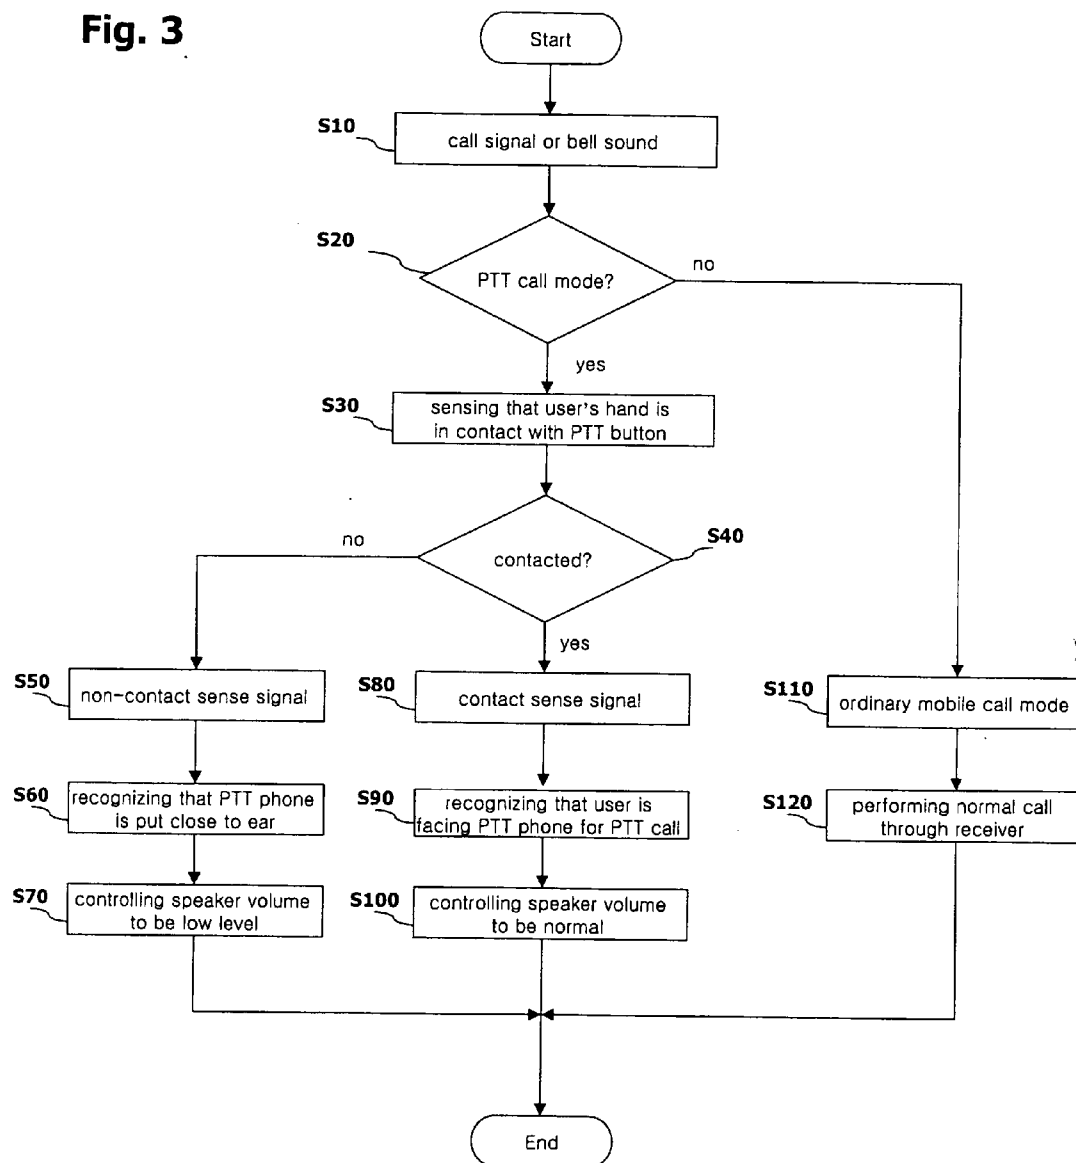 Fig. 3
Start
S10
call signal or bell sound
S20
PTT call mode?
no
yes
S30
sensing that user's hand is
in contact with PTT button
no
contacted?
S40
yes
S50
non-contact sense signal
S80
contact sense signal
S110
ordinary mobile call mode
S60
recognizing that PTT phone
is put close to ear
S90
recognizing that user is
facing PTT phone for PTT call
S120
performing normal call
through receiver
S70
controlling speaker volume
to be low level
S100
controlling speaker volume
to be normal
End